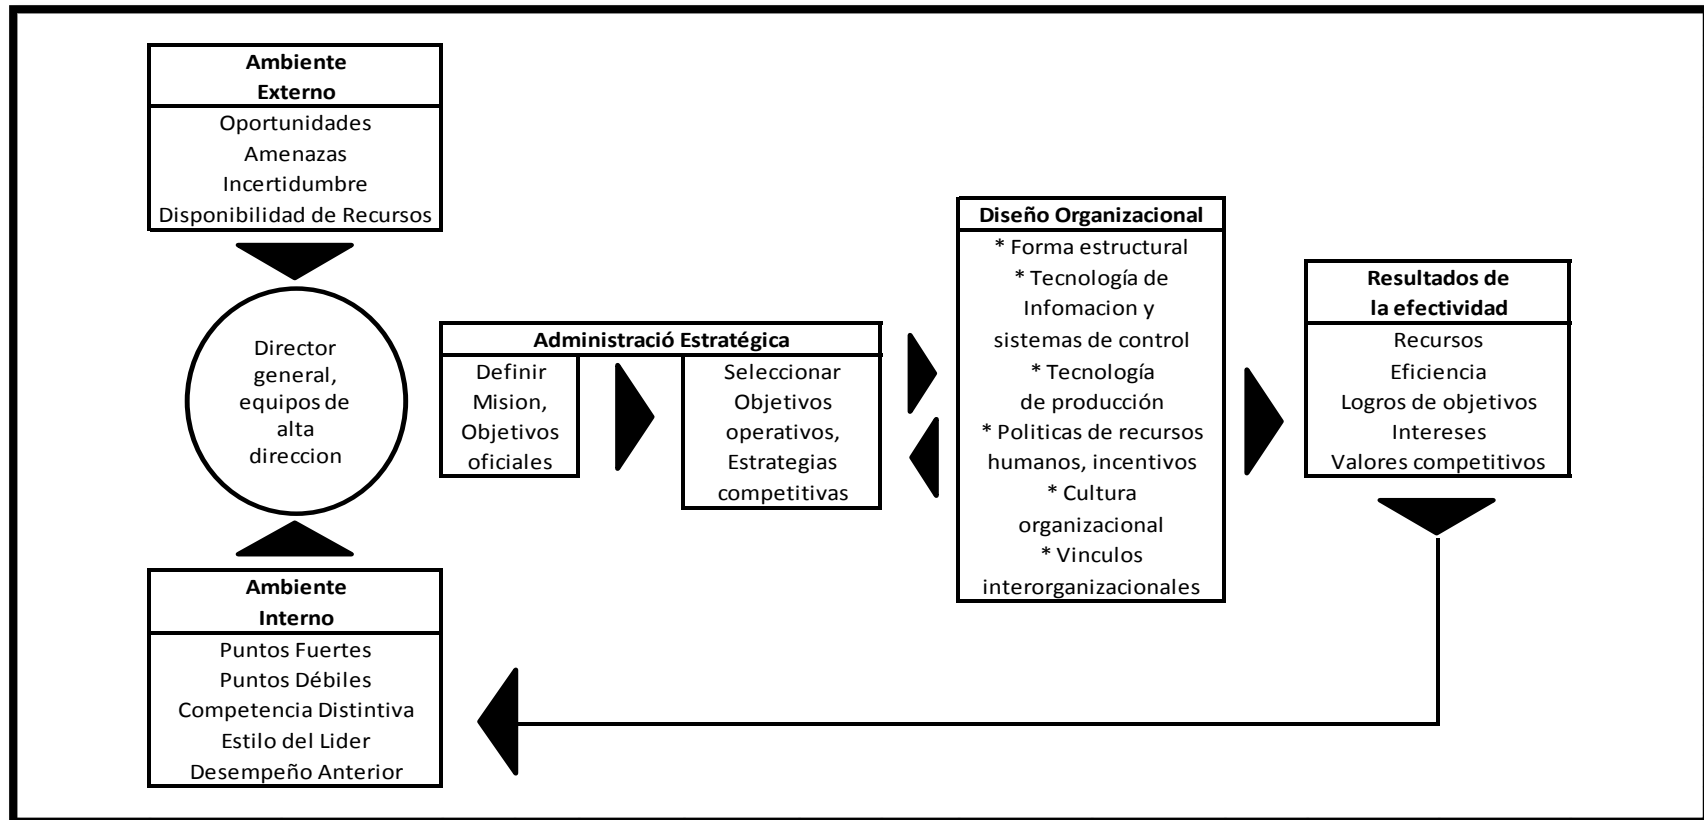 Ambiente
Externo
Oportunidades
Amenazas
Incertidumbre
Disponibilidad de Recursos
Director
general,
equipos de
alta
direccion
Ambiente
Interno
Puntos Fuertes
Puntos Débiles
Competencia Distintiva
Estilo del Lider
Desempeño Anterior
Administració Estratégica
Definir
Mision,
Objetivos
oficiales
Seleccionar
Objetivos
operativos,
Estrategias
competitivas
Diseño Organizacional
* Forma estructural
* Tecnología de
Infomacion y
sistemas de control
* Tecnología
de producción
* Politicas de recursos
humanos, incentivos
* Cultura
organizacional
* Vinculos
interorganizacionales
Resultados de
la efectividad
Recursos
Eficiencia
Logros de objetivos
Intereses
Valores competitivos